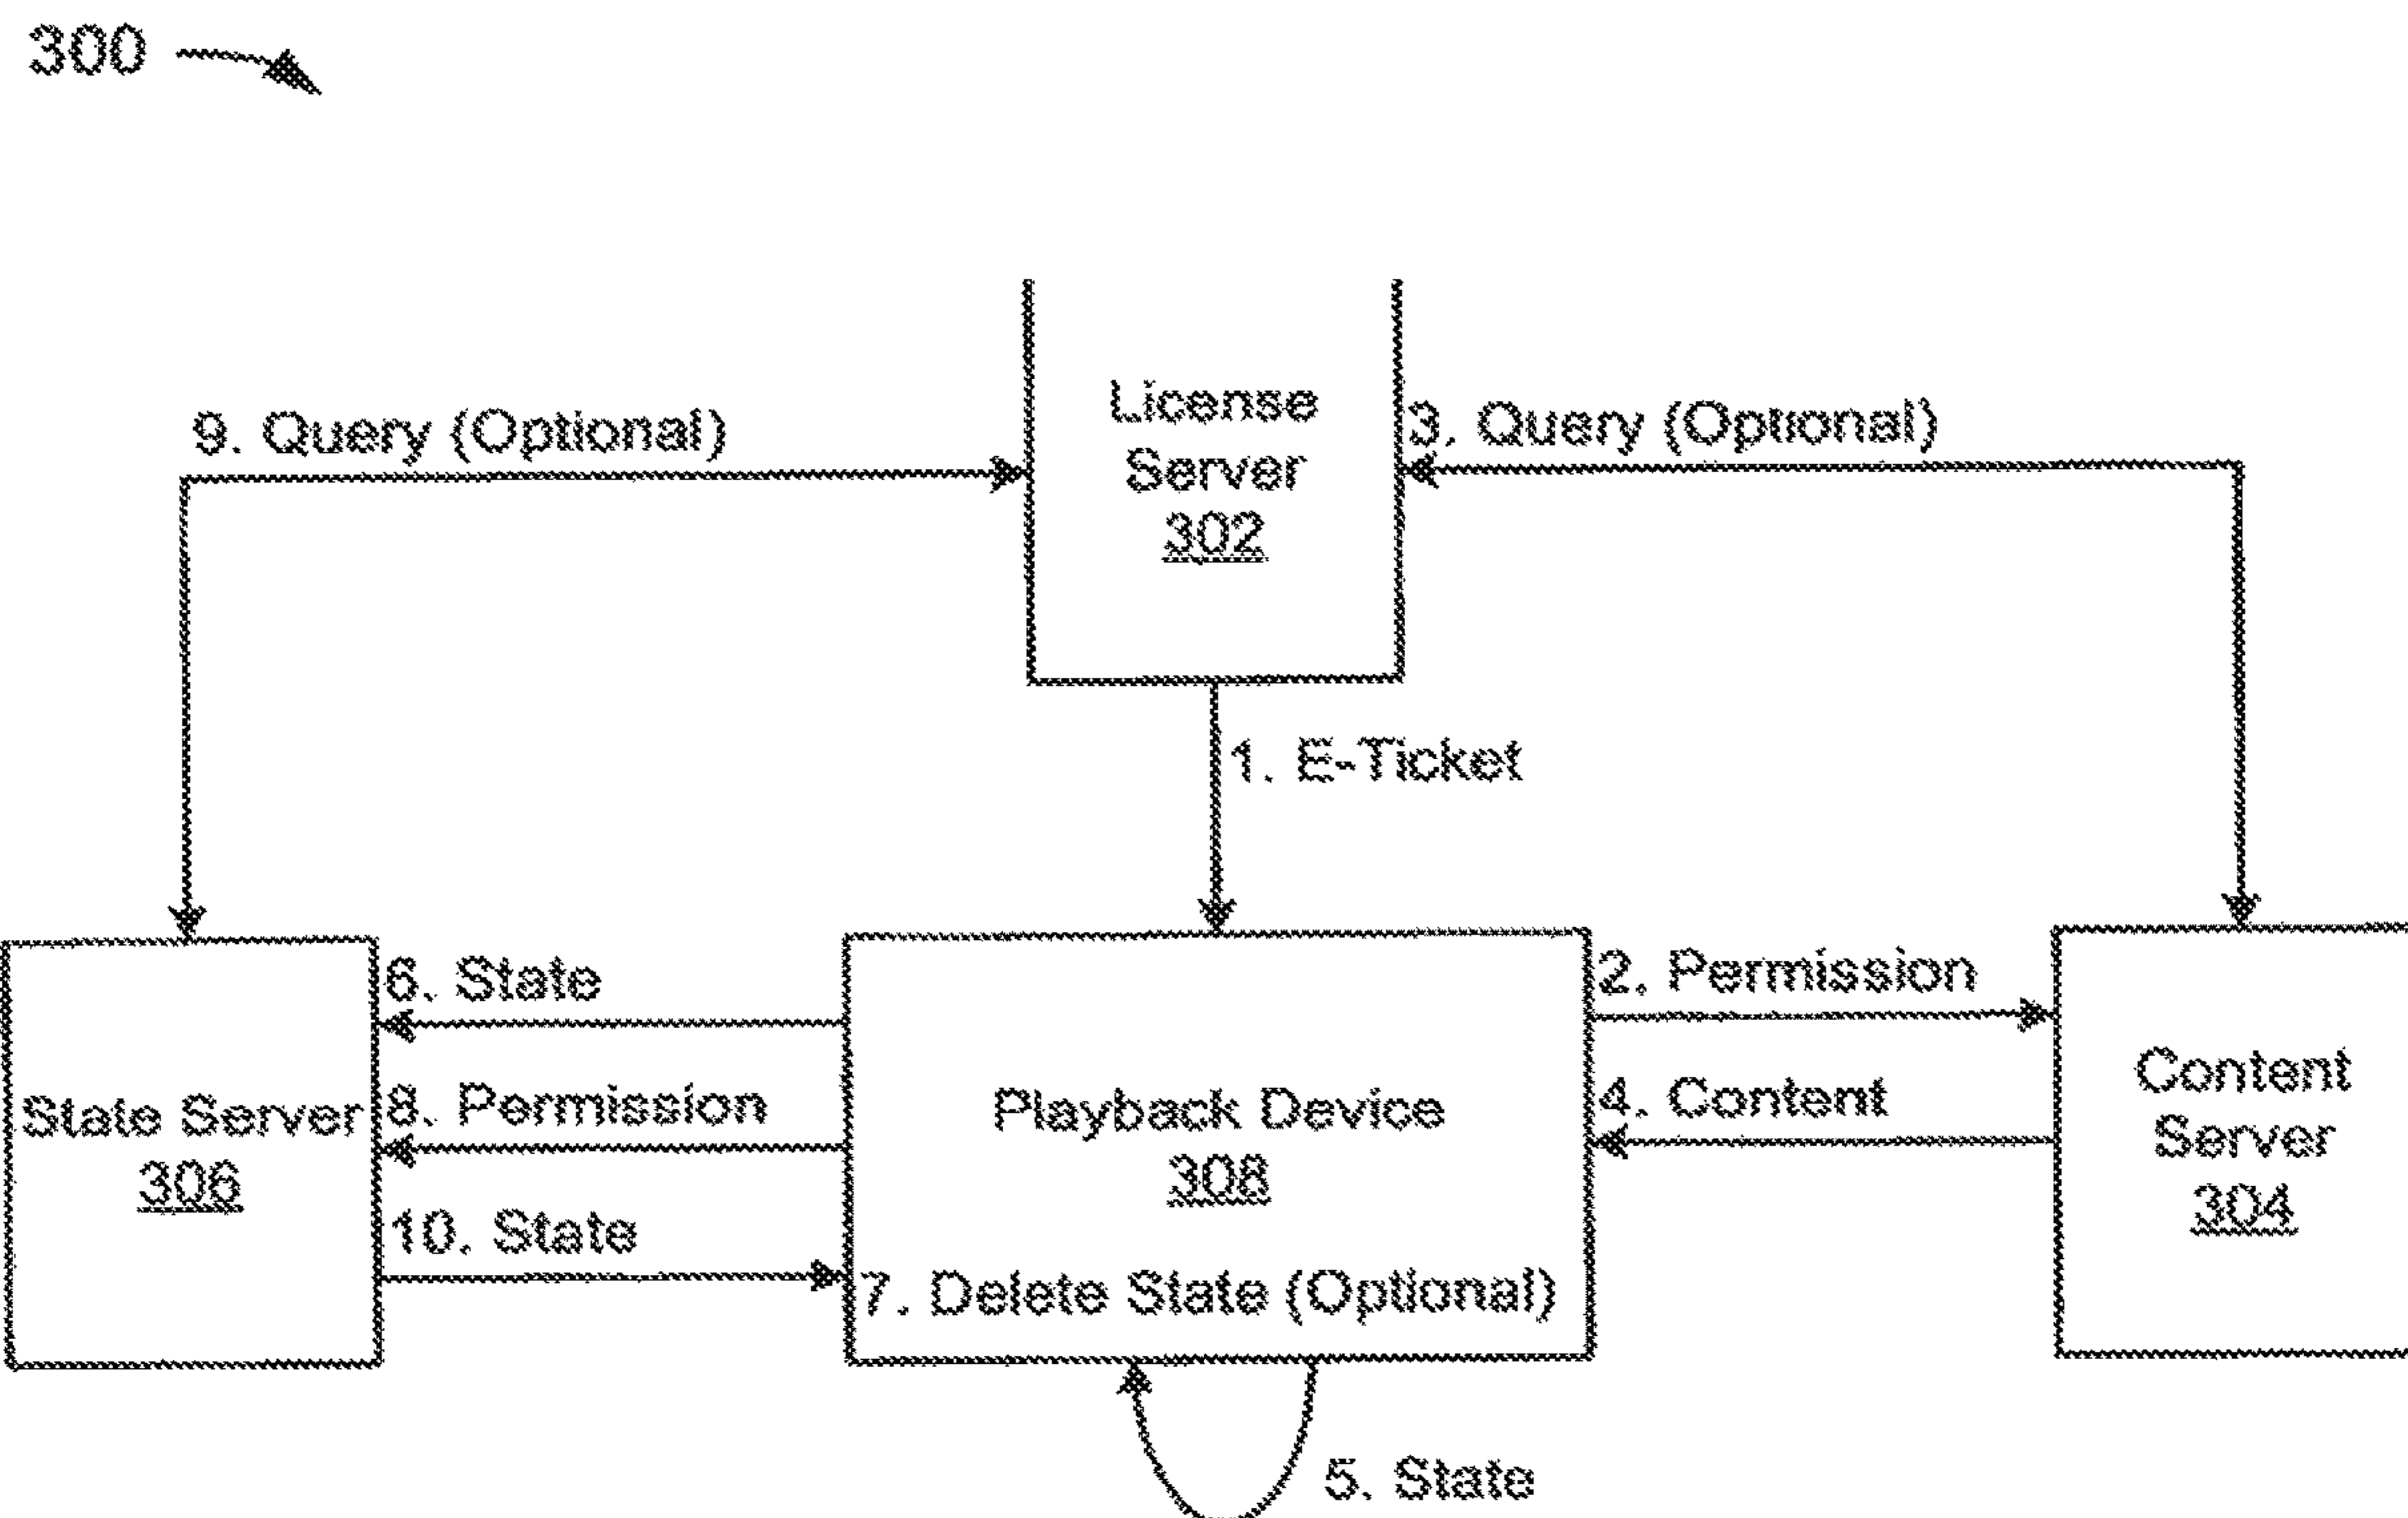 300
License
Server
302
9. Query (Optional)
3. Query (Optional)
1. E-Ticket
6. State
2. Permission
State Server
306
8. Permission
Playback Device
308
4. Content
Content
Server
304
10. State
7. Delete State (Optional)
5. State